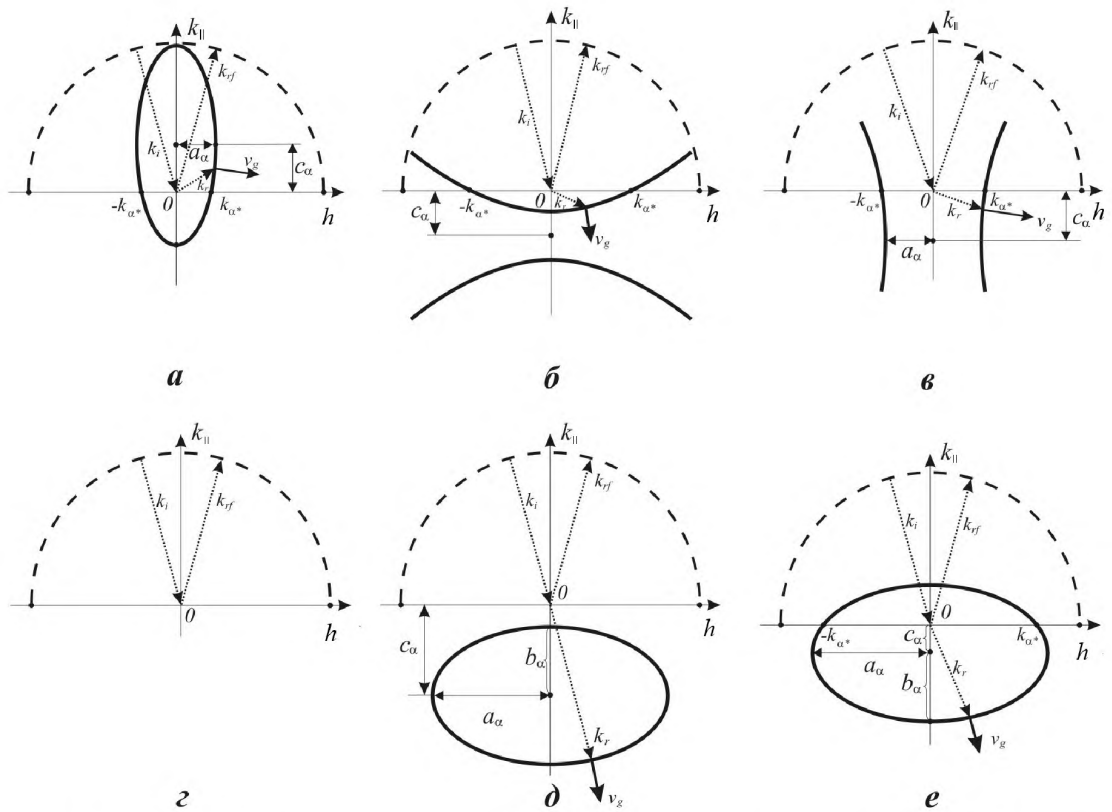 k||
k_i
k_rf
a_α
c_α
v_g
k_r
-k_α*
0
k_α*
h
а
k||
k_i
k_rf
0
c_α
-k_α*
k_r
k_α*
h
v_g
б
k||
k_i
k_rf
-k_α*
0
k_α*
k_r
v_g
c_α
h
a_α
в
k||
k_i
k_rf
0
h
г
k||
k_i
k_rf
0
h
c_α
b_α
a_α
k_r
v_g
д
k||
k_i
k_rf
0
-k_α*
c_α
k_α*
h
a_α
k_r
b_α
v_g
е